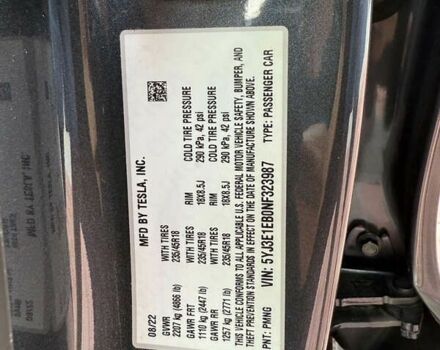 MFD BY TESLA, INC.
08/22
GVWR
2207 kg (4866 lb)
GAWR FRT WITH TIRES RIM COLD TIRE PRESSURE
1110 kg (2447 lb) 235/45R18 18X8.5J 290 kPa, 42 psi
GAWR RR WITH TIRES RIM COLD TIRE PRESSURE
1257 kg (2771 lb) 235/45R18 18X8.5J 290 kPa, 42 psi
THIS VEHICLE CONFORMS TO ALL APPLICABLE U.S. FEDERAL MOTOR VEHICLE SAFETY, BUMPER, AND
THEFT PREVENTION STANDARDS IN EFFECT ON THE DATE OF MANUFACTURE SHOWN ABOVE.
VIN: 5YJ3E1EB0NF323987
PNT: PMNG TYPE: PASSENGER CAR